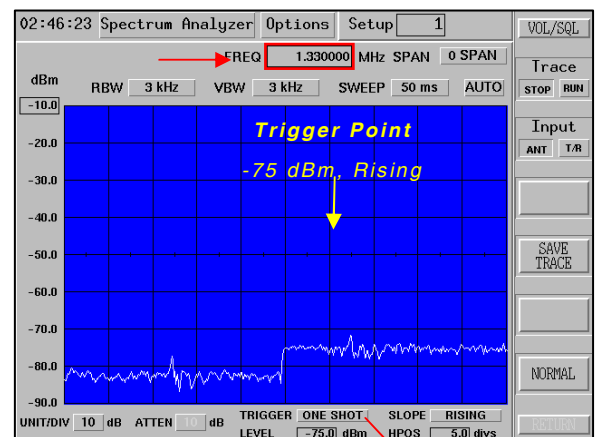 02:46:23 Spectrum Analyzer Options Setup 1 VOL/SQL
FREQ 1.330000 MHz SPAN 0 SPAN
dBm RBW 3 kHz VBW 3 kHz SWEEP 50 ms AUTO
Trace
STOP RUN
-10.0
Trigger Point
Input
ANT T/R
-20.0
-75 dBm, Rising
-30.0
-40.0
-50.0
SAVE
TRACE
-60.0
-70.0
-80.0
NORMAL
-90.0
UNIT/DIV 10 dB ATTEN 10 dB TRIGGER ONE SHOT SLOPE RISING
LEVEL -75.0 dBm HPOS 5.0 divs
RETURN